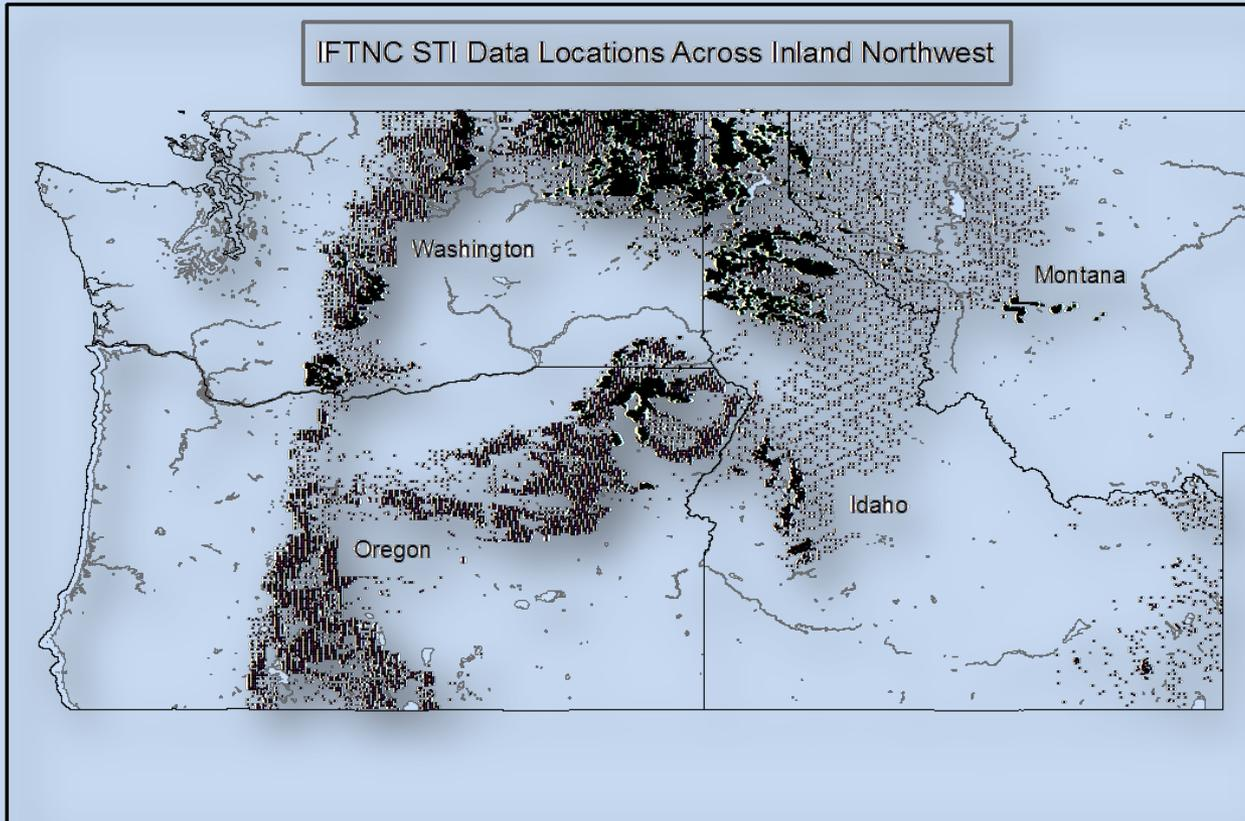 IFTNC STI Data Locations Across Inland Northwest
Washington
Montana
Idaho
Oregon